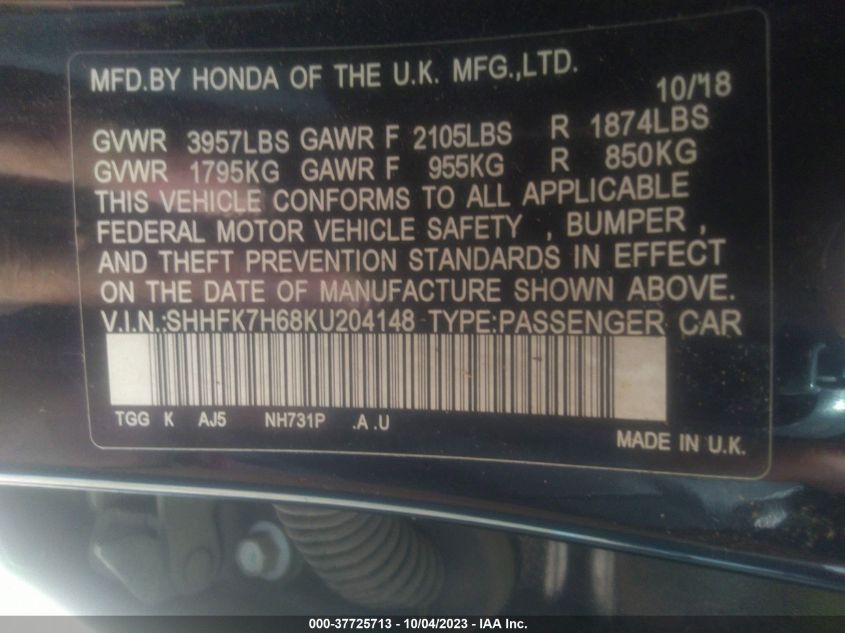 MFD.BY HONDA OF THE U.K. MFG.,LTD.
10/'18
GVWR 3957LBS GAWR F 2105LBS R 1874LBS
GVWR 1795KG GAWR F 955KG R 850KG
THIS VEHICLE CONFORMS TO ALL APPLICABLE
FEDERAL MOTOR VEHICLE SAFETY , BUMPER ,
AND THEFT PREVENTION STANDARDS IN EFFECT
ON THE DATE OF MANUFACTURE SHOWN ABOVE.
V.I.N.:SHHFK7H68KU204148 TYPE:PASSENGER CAR
TGG K AJ5 NH731P .A .U
MADE IN U.K.
000-37725713 - 10/04/2023 - IAA Inc.